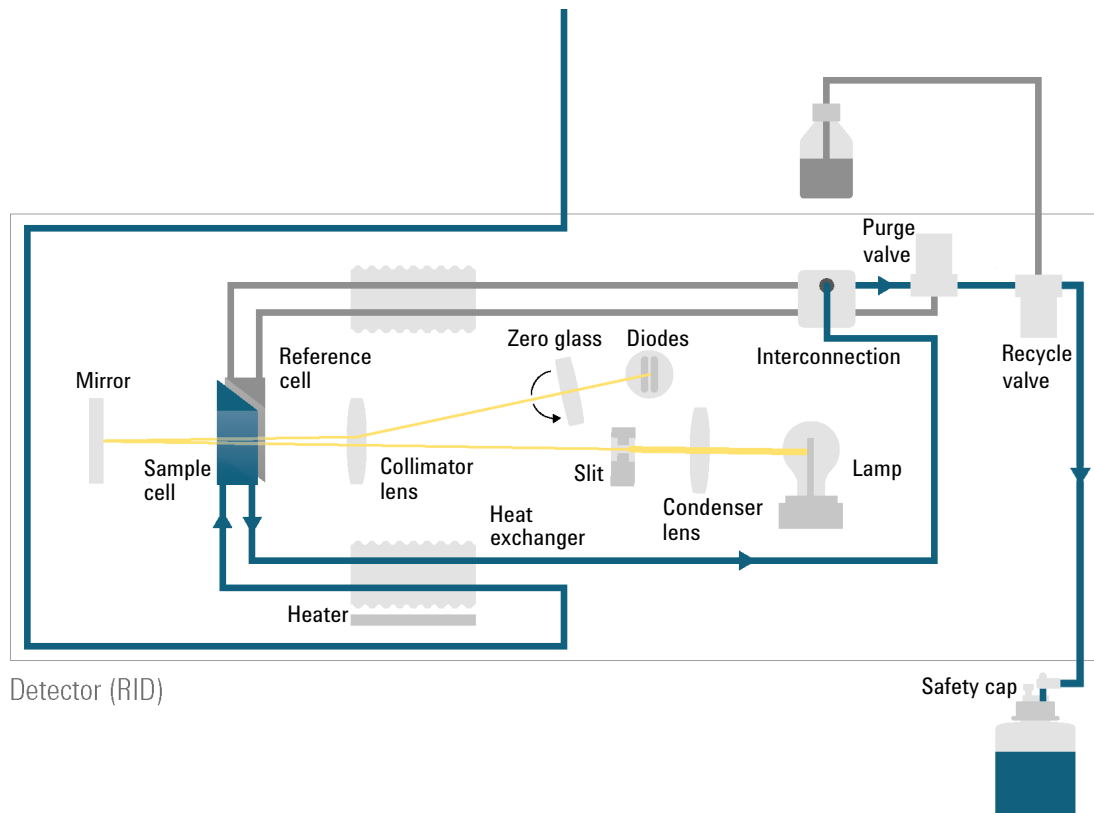 Purge
valve
Zero glass
Diodes
Reference
cell
Interconnection
Recycle
valve
Mirror
Sample
cell
Collimator
lens
Slit
Lamp
Condenser
lens
Heat
exchanger
Heater
Detector (RID)
Safety cap